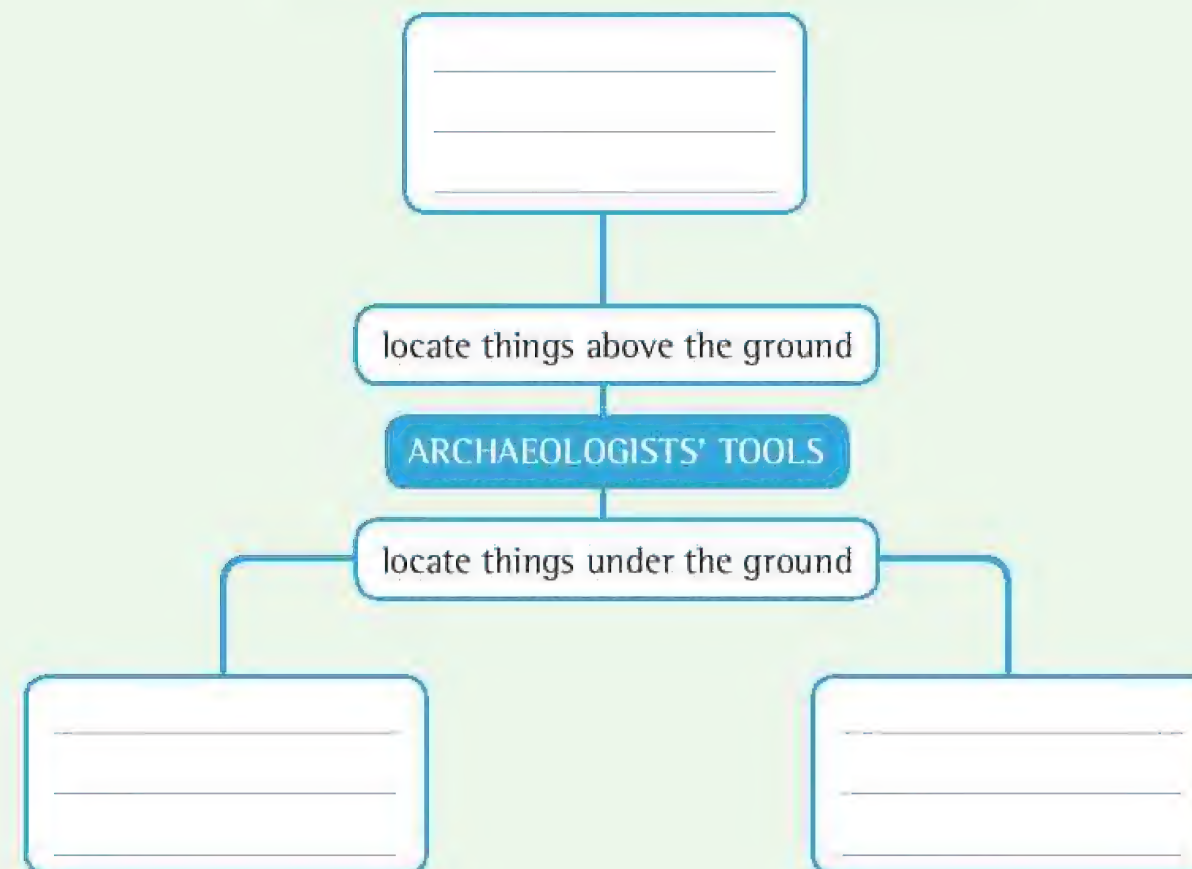 locate things above the ground
ARCHAEOLOGISTS' TOOLS
locate things under the ground